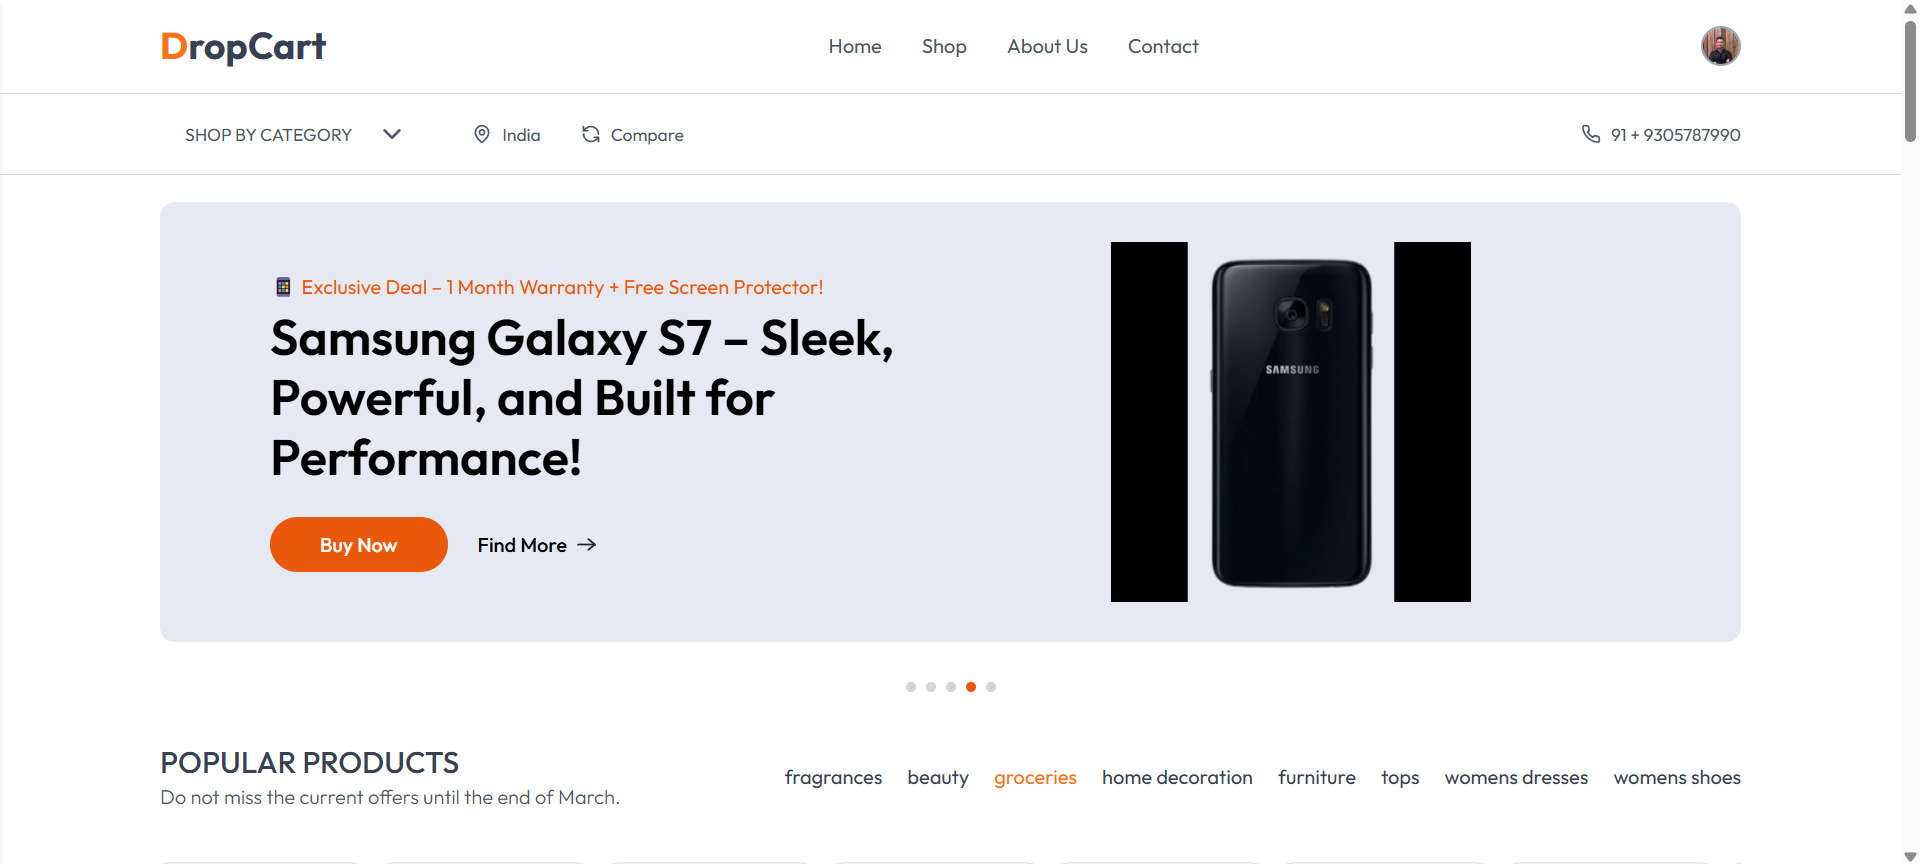 DropCart
Home
Shop
About Us
Contact
SHOP BY CATEGORY
India
Compare
91 + 9305787990
Exclusive Deal – 1 Month Warranty + Free Screen Protector!
Samsung Galaxy S7 – Sleek,
Powerful, and Built for
Performance!
Buy Now
Find More
SAMSUNG
POPULAR PRODUCTS
Do not miss the current offers until the end of March.
fragrances
beauty
groceries
home decoration
furniture
tops
womens dresses
womens shoes